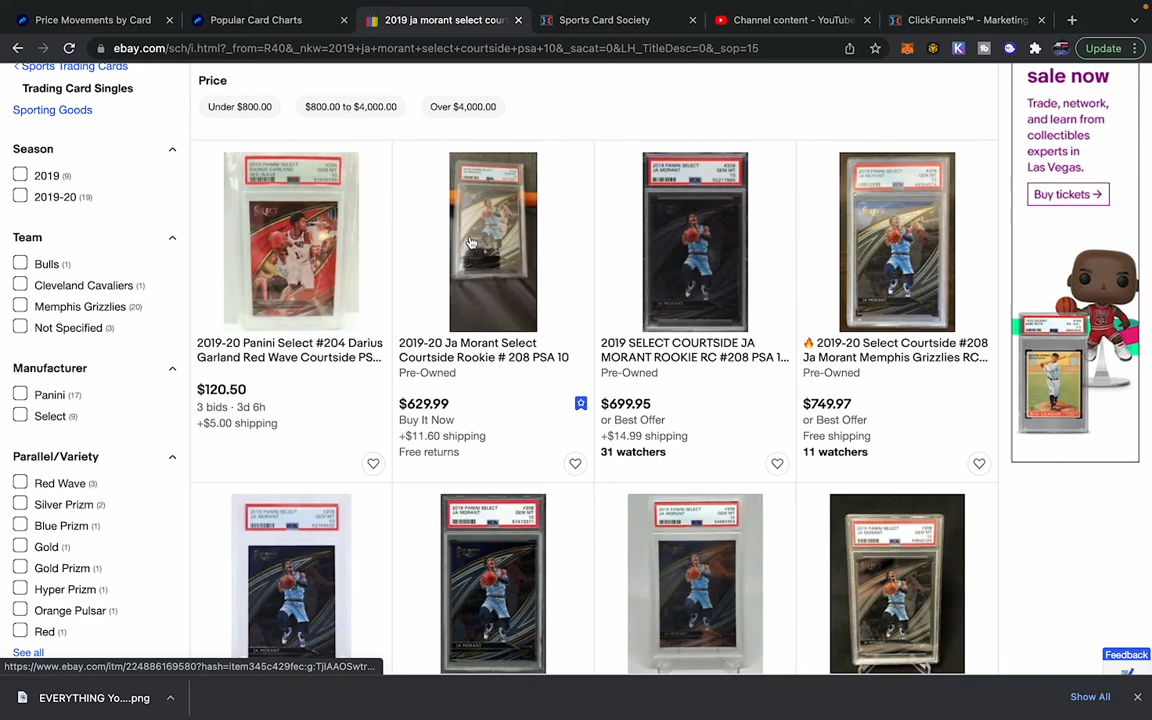 Price Movements by Card
Popular Card Charts
2019 ja morant select cour
Sports Card Society
Channel content - YouTube
ClickFunnels™ - Marketing
ebay.com/sch/i.html?_from=R40&_nkw=2019+ja+morant+select+courtside+psa+10&_sacat=0&LH_TitleDesc=0&_sop=15
Update
Sports Trading Cards
Trading Card Singles
Sporting Goods
Season
2019 (9)
2019-20 (19)
Team
Bulls (1)
Cleveland Cavaliers (1)
Memphis Grizzlies (20)
Not Specified (3)
Manufacturer
Panini (17)
Select (9)
Parallel/Variety
Red Wave (3)
Silver Prizm (2)
Blue Prizm (1)
Gold (1)
Gold Prizm (1)
Hyper Prizm (1)
Orange Pulsar (1)
Red (1)
See all
Price
Under $800.00
$800.00 to $4,000.00
Over $4,000.00
2019-20 Panini Select #204 Darius
Garland Red Wave Courtside PS...
$120.50
3 bids · 3d 6h
+$5.00 shipping
2019-20 Ja Morant Select
Courtside Rookie # 208 PSA 10
Pre-Owned
$629.99
Buy It Now
+$11.60 shipping
Free returns
2019 SELECT COURTSIDE JA
MORANT ROOKIE RC #208 PSA 1...
Pre-Owned
$699.95
or Best Offer
+$14.99 shipping
31 watchers
🔥 2019-20 Select Courtside #208
Ja Morant Memphis Grizzlies RC...
Pre-Owned
$749.97
or Best Offer
Free shipping
11 watchers
sale now
Trade, network,
and learn from
collectibles
experts in
Las Vegas.
Buy tickets →
Feedback
https://www.ebay.com/itm/224886169580?hash=item345c429fec:g:TjIAAOSwtr...
EVERYTHING Yo....png
Show All